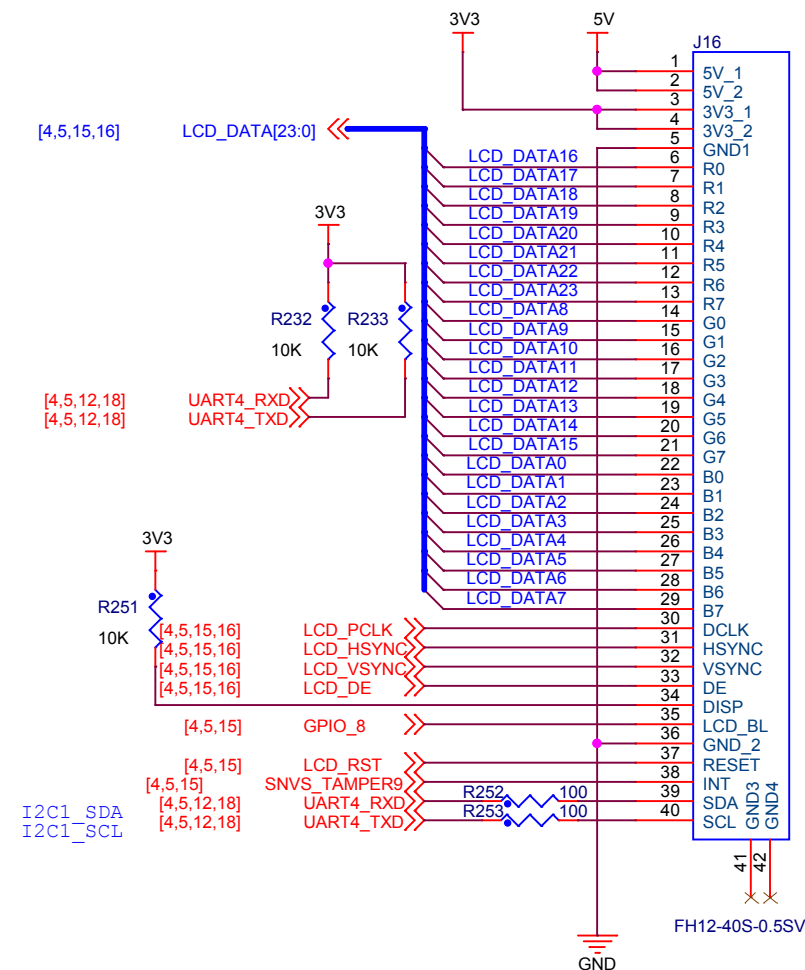 3V3 5V
J16
1 5V_1
2 5V_2
3 3V3_1
4 3V3_2
[4,5,15,16] LCD_DATA[23:0]
5 GND1
LCD_DATA16 6 R0
LCD_DATA17 7 R1
LCD_DATA18 8 R2
3V3 LCD_DATA19 9 R3
LCD_DATA20 10 R4
LCD_DATA21 11 R5
LCD_DATA22 12 R6
LCD_DATA23 13 R7
R232 R233 LCD_DATA8 14 G0
LCD_DATA9 15 G1
10K 10K LCD_DATA10 16 G2
LCD_DATA11 17 G3
[4,5,12,18] UART4_RXD LCD_DATA12 18 G4
[4,5,12,18] UART4_TXD LCD_DATA13 19 G5
LCD_DATA14 20 G6
LCD_DATA15 21 G7
LCD_DATA0 22 B0
LCD_DATA1 23 B1
LCD_DATA2 24 B2
LCD_DATA3 25 B3
3V3 LCD_DATA4 26 B4
LCD_DATA5 27 B5
LCD_DATA6 28 B6
R251 LCD_DATA7 29 B7
10K [4,5,15,16] LCD_PCLK 30 DCLK
[4,5,15,16] LCD_HSYNC 31 HSYNC
[4,5,15,16] LCD_VSYNC 32 VSYNC
[4,5,15,16] LCD_DE 33 DE
34 DISP
[4,5,15] GPIO_8 35 LCD_BL
36 GND_2
[4,5,15] LCD_RST 37 RESET
[4,5,15] SNVS_TAMPER9 38 INT
I2C1_SDA [4,5,12,18] UART4_RXD R252 100 39 SDA
I2C1_SCL [4,5,12,18] UART4_TXD R253 100 40 SCL
GND3 GND4
41 42
FH12-40S-0.5SV
GND